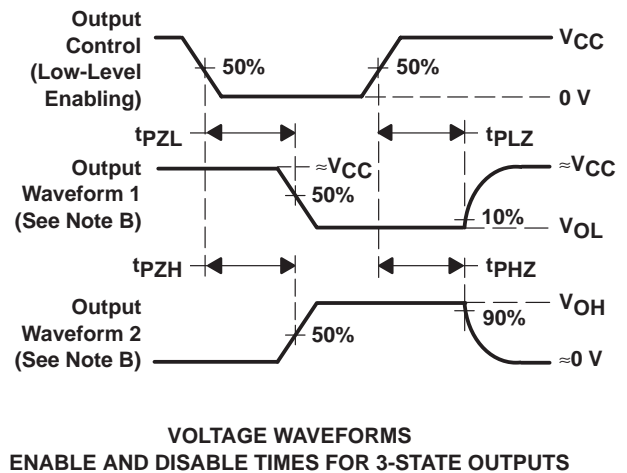 Output
Control
(Low-Level
Enabling)
50%
50%
VCC
0 V
tPZL
tPLZ
Output
Waveform 1
(See Note B)
≈VCC
50%
≈VCC
10%
VOL
tPZH
tPHZ
Output
Waveform 2
(See Note B)
50%
VOH
90%
≈0 V
VOLTAGE WAVEFORMS
ENABLE AND DISABLE TIMES FOR 3-STATE OUTPUTS